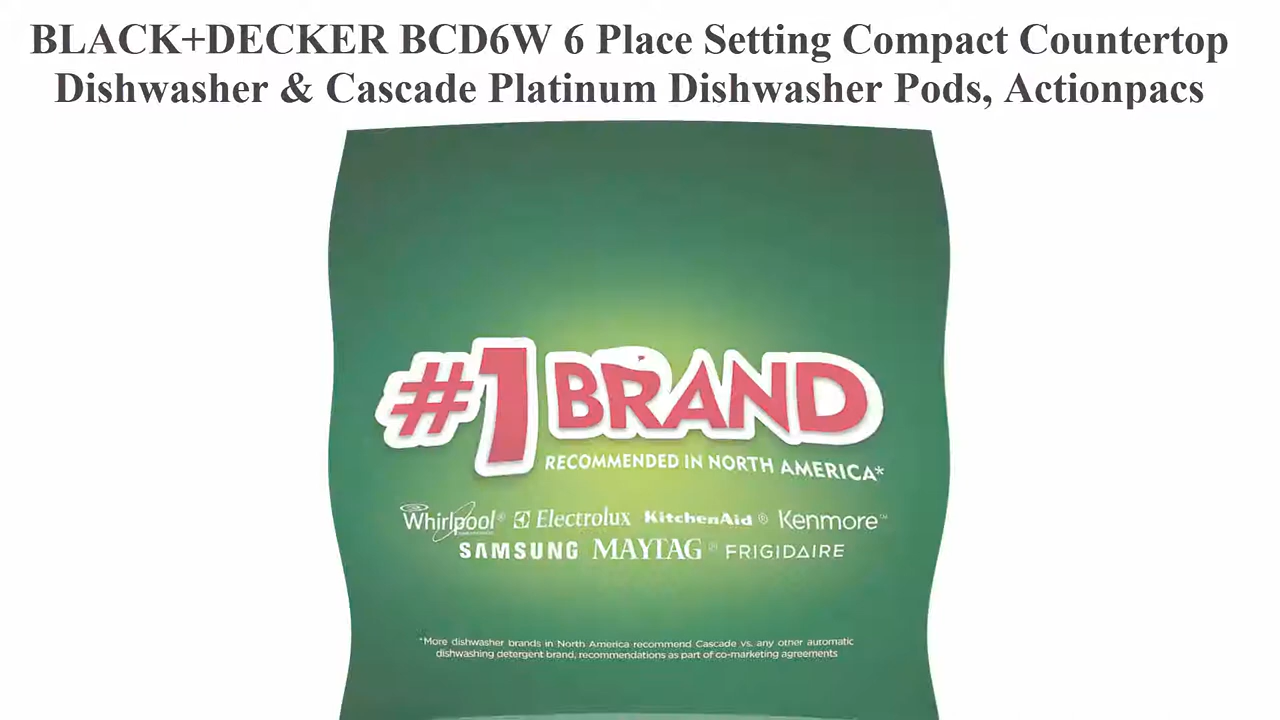 BLACK+DECKER BCD6W 6 Place Setting Compact Countertop
Dishwasher & Cascade Platinum Dishwasher Pods, Actionpacs
#1 BRAND
RECOMMENDED IN NORTH AMERICA*
Whirlpool® Electrolux KitchenAid® Kenmore™
SAMSUNG MAYTAG® FRIGIDAIRE
*More dishwasher brands in North America recommend Cascade vs. any other automatic
dishwashing detergent brand, recommendations as part of co-marketing agreements